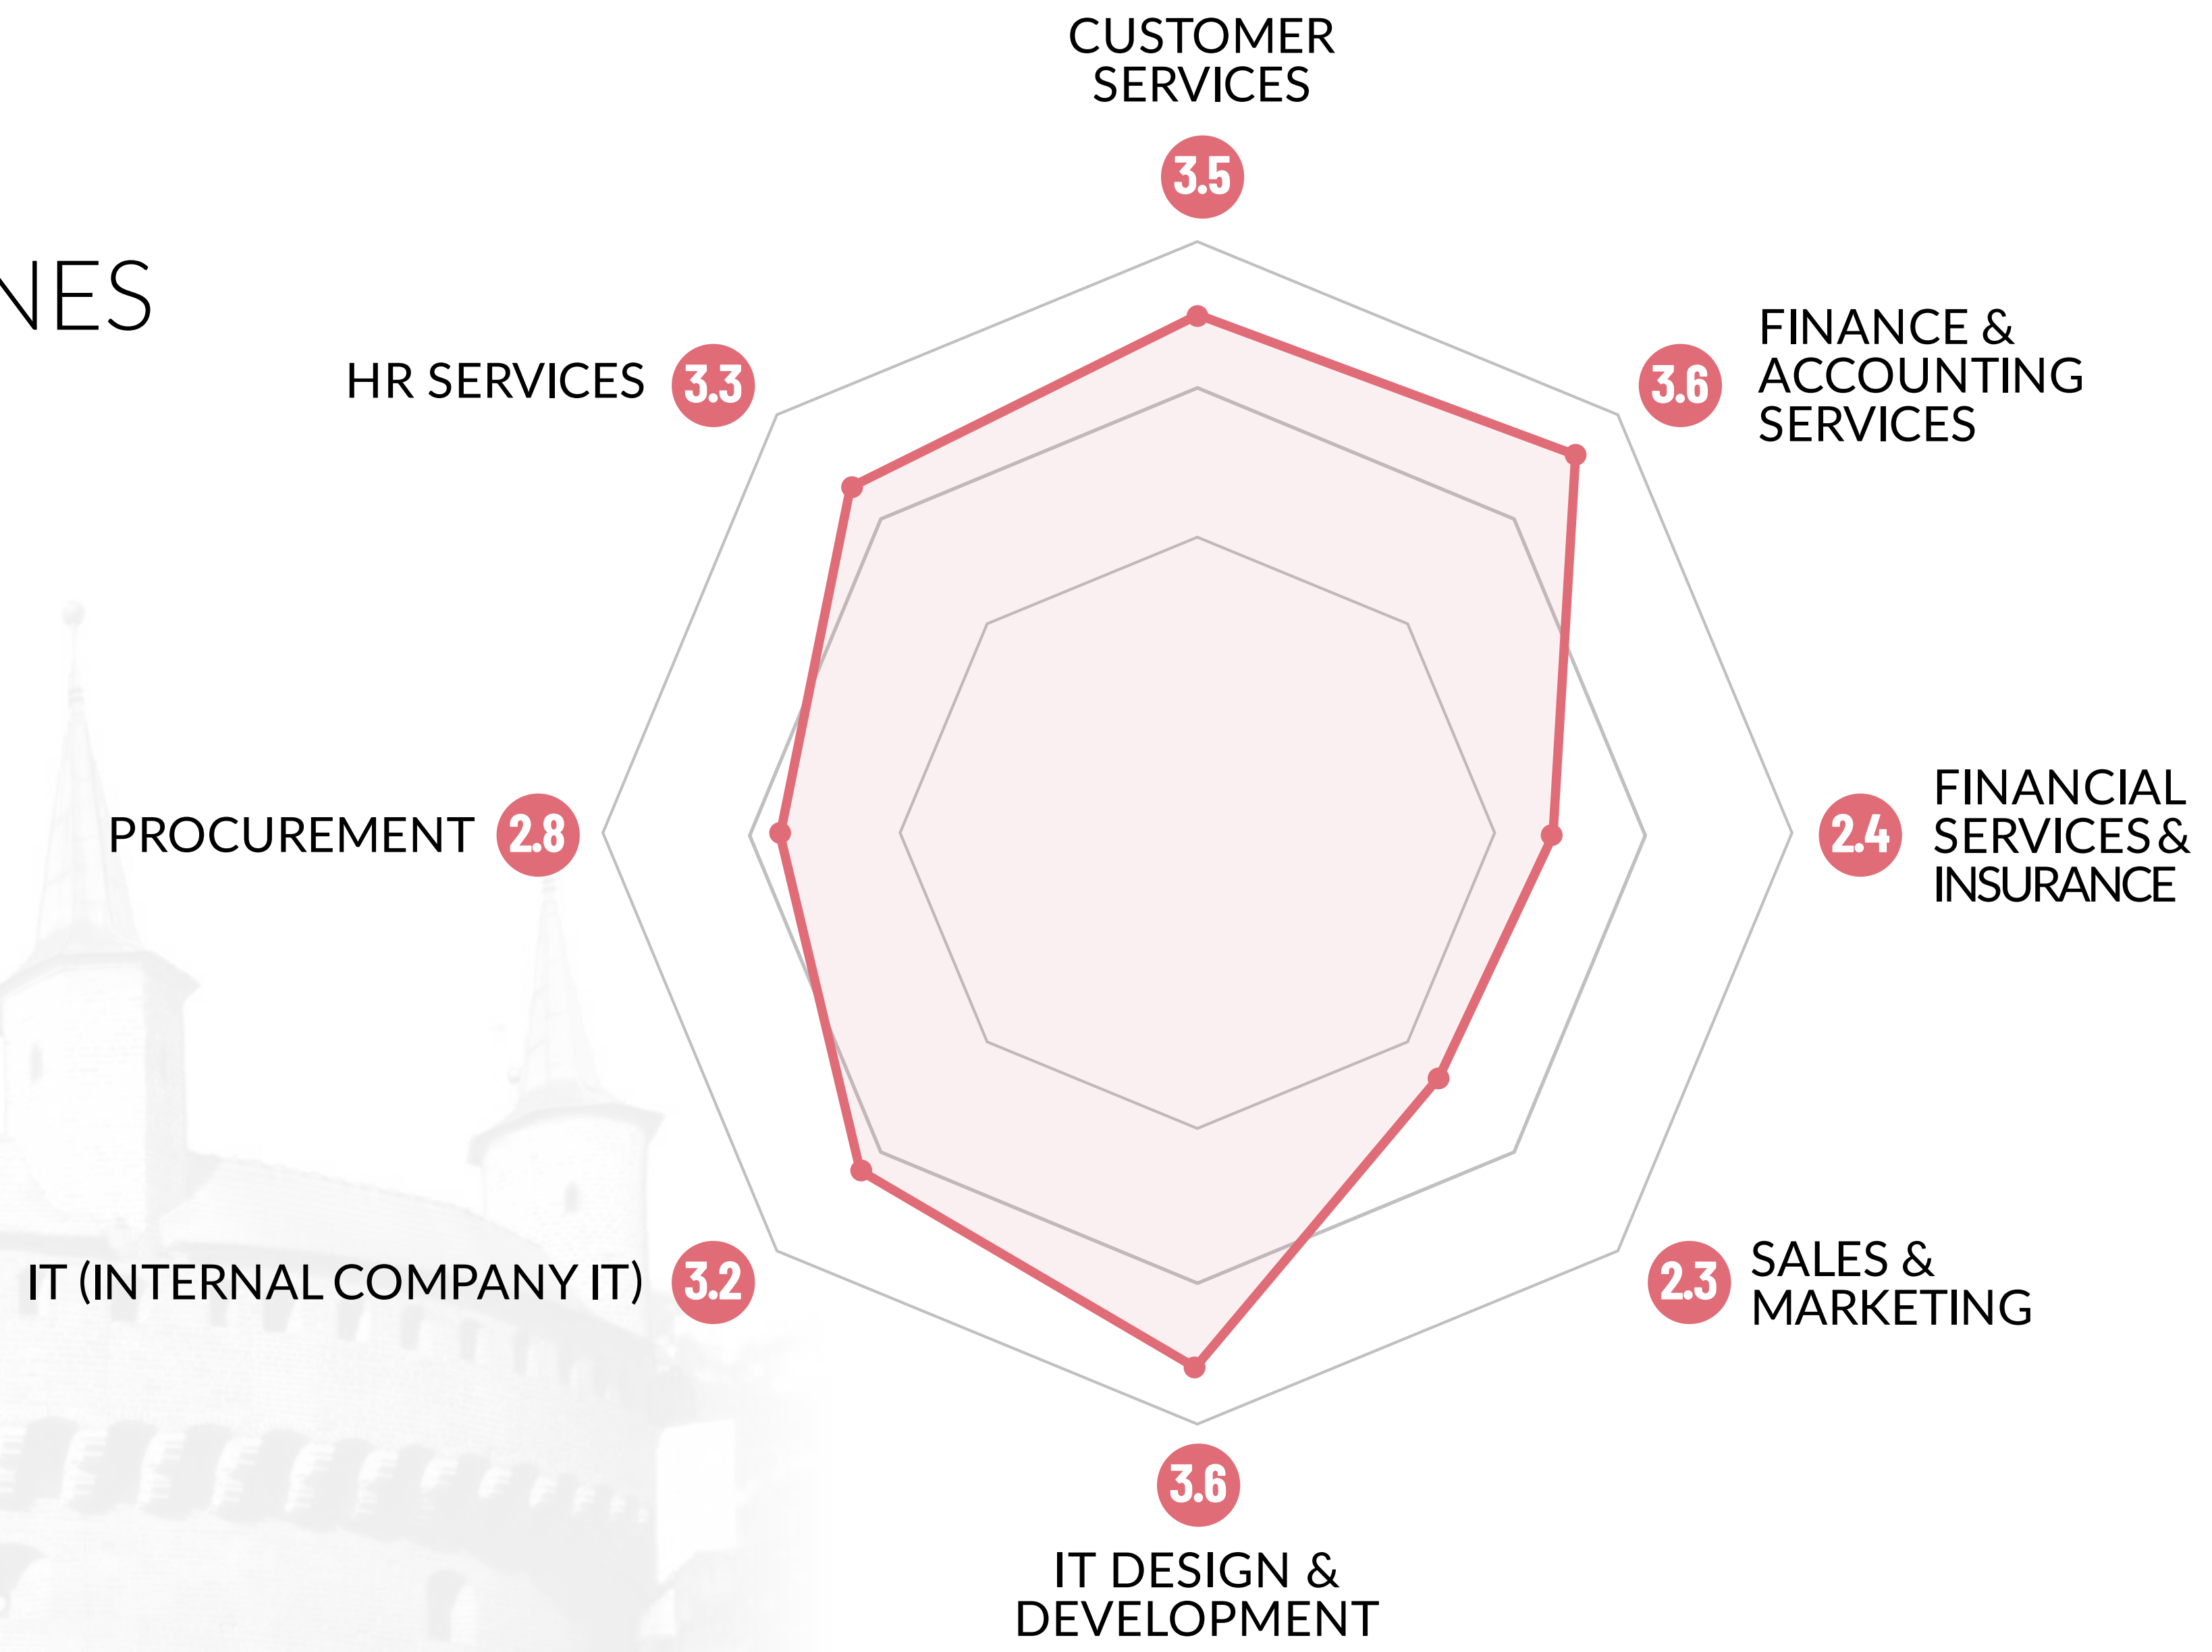 CUSTOMER
SERVICES
3.5
NES
HR SERVICES
3.3
3.6
FINANCE &
ACCOUNTING
SERVICES
PROCUREMENT
2.8
2.4
FINANCIAL
SERVICES &
INSURANCE
IT (INTERNAL COMPANY IT)
3.2
2.3
SALES &
MARKETING
3.6
IT DESIGN &
DEVELOPMENT